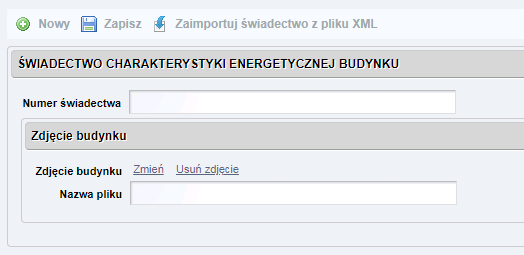 Nowy Zapisz Zaimportuj świadectwo z pliku XML
ŚWIADECTWO CHARAKTERYSTYKI ENERGETYCZNEJ BUDYNKU
Numer świadectwa
Zdjęcie budynku
Zdjęcie budynku Zmień Usuń zdjęcie
Nazwa pliku